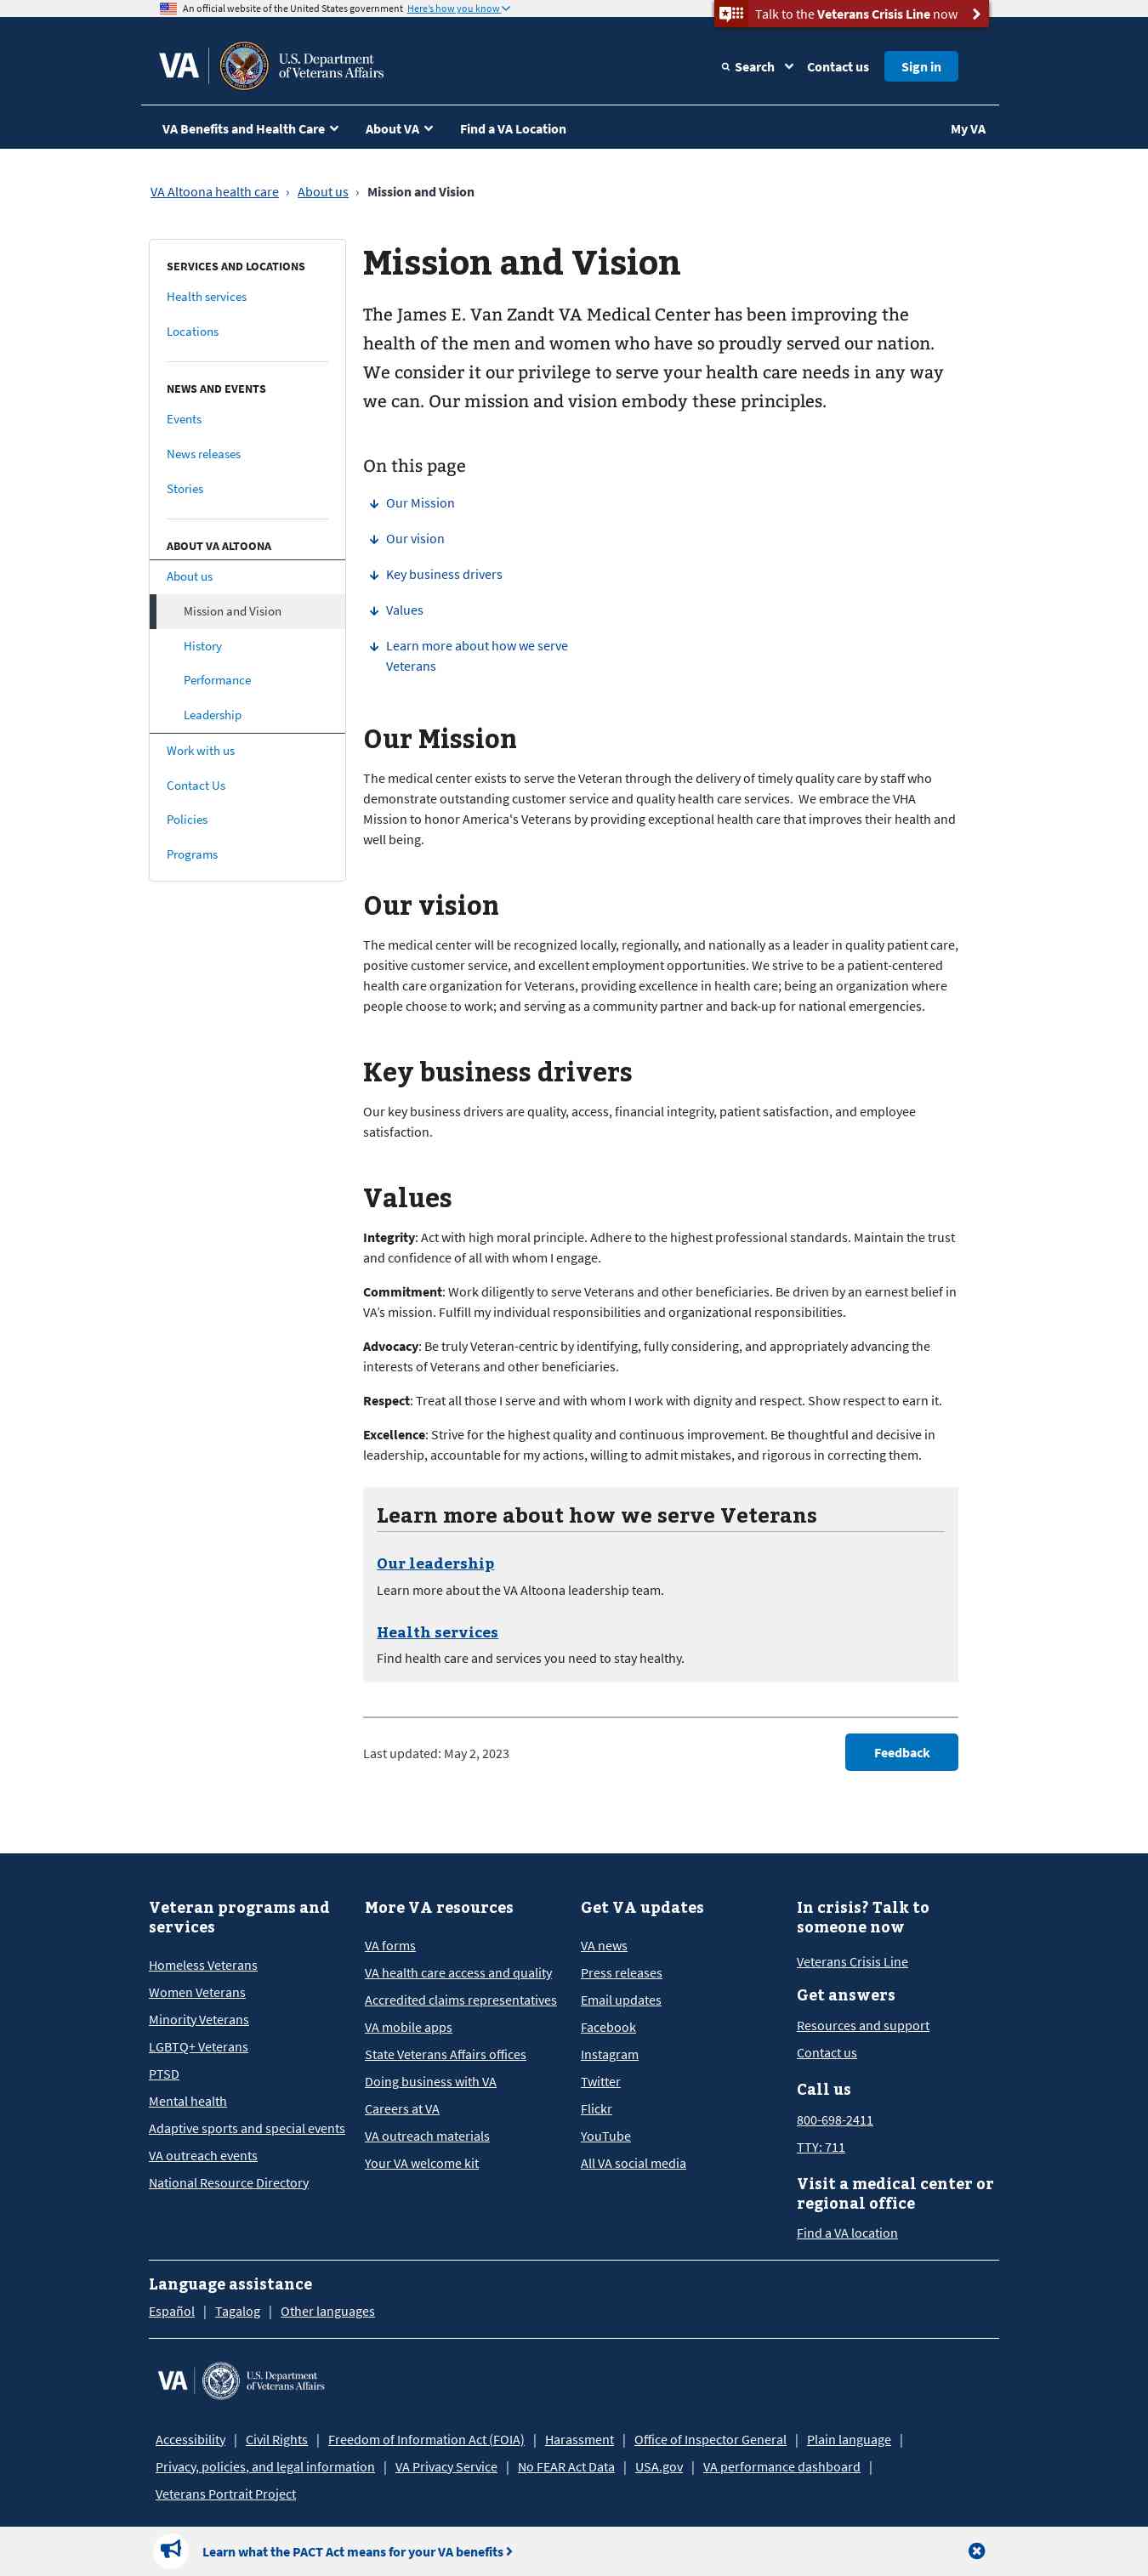 An official website of the United States government Here's how you know
Talk to the Veterans Crisis Line now
VA U.S. Department
of Veterans Affairs
Search Contact us Sign in
VA Benefits and Health Care About VA Find a VA Location My VA
VA Altoona health care › About us › Mission and Vision
SERVICES AND LOCATIONS
Health services
Locations
NEWS AND EVENTS
Events
News releases
Stories
ABOUT VA ALTOONA
About us
Mission and Vision
History
Performance
Leadership
Work with us
Contact Us
Policies
Programs
Mission and Vision
The James E. Van Zandt VA Medical Center has been improving the
health of the men and women who have so proudly served our nation.
We consider it our privilege to serve your health care needs in any way
we can. Our mission and vision embody these principles.
On this page
Our Mission
Our vision
Key business drivers
Values
Learn more about how we serve
Veterans
Our Mission
The medical center exists to serve the Veteran through the delivery of timely quality care by staff who
demonstrate outstanding customer service and quality health care services. We embrace the VHA
Mission to honor America's Veterans by providing exceptional health care that improves their health and
well being.
Our vision
The medical center will be recognized locally, regionally, and nationally as a leader in quality patient care,
positive customer service, and excellent employment opportunities. We strive to be a patient-centered
health care organization for Veterans, providing excellence in health care; being an organization where
people choose to work; and serving as a community partner and back-up for national emergencies.
Key business drivers
Our key business drivers are quality, access, financial integrity, patient satisfaction, and employee
satisfaction.
Values
Integrity: Act with high moral principle. Adhere to the highest professional standards. Maintain the trust
and confidence of all with whom I engage.
Commitment: Work diligently to serve Veterans and other beneficiaries. Be driven by an earnest belief in
VA's mission. Fulfill my individual responsibilities and organizational responsibilities.
Advocacy: Be truly Veteran-centric by identifying, fully considering, and appropriately advancing the
interests of Veterans and other beneficiaries.
Respect: Treat all those I serve and with whom I work with dignity and respect. Show respect to earn it.
Excellence: Strive for the highest quality and continuous improvement. Be thoughtful and decisive in
leadership, accountable for my actions, willing to admit mistakes, and rigorous in correcting them.
Learn more about how we serve Veterans
Our leadership
Learn more about the VA Altoona leadership team.
Health services
Find health care and services you need to stay healthy.
Last updated: May 2, 2023
Feedback
Veteran programs and
services
Homeless Veterans
Women Veterans
Minority Veterans
LGBTQ+ Veterans
PTSD
Mental health
Adaptive sports and special events
VA outreach events
National Resource Directory
More VA resources
VA forms
VA health care access and quality
Accredited claims representatives
VA mobile apps
State Veterans Affairs offices
Doing business with VA
Careers at VA
VA outreach materials
Your VA welcome kit
Get VA updates
VA news
Press releases
Email updates
Facebook
Instagram
Twitter
Flickr
YouTube
All VA social media
In crisis? Talk to
someone now
Veterans Crisis Line
Get answers
Resources and support
Contact us
Call us
800-698-2411
TTY: 711
Visit a medical center or
regional office
Find a VA location
Language assistance
Español | Tagalog | Other languages
VA U.S. Department
of Veterans Affairs
Accessibility | Civil Rights | Freedom of Information Act (FOIA) | Harassment | Office of Inspector General | Plain language |
Privacy, policies, and legal information | VA Privacy Service | No FEAR Act Data | USA.gov | VA performance dashboard |
Veterans Portrait Project
Learn what the PACT Act means for your VA benefits